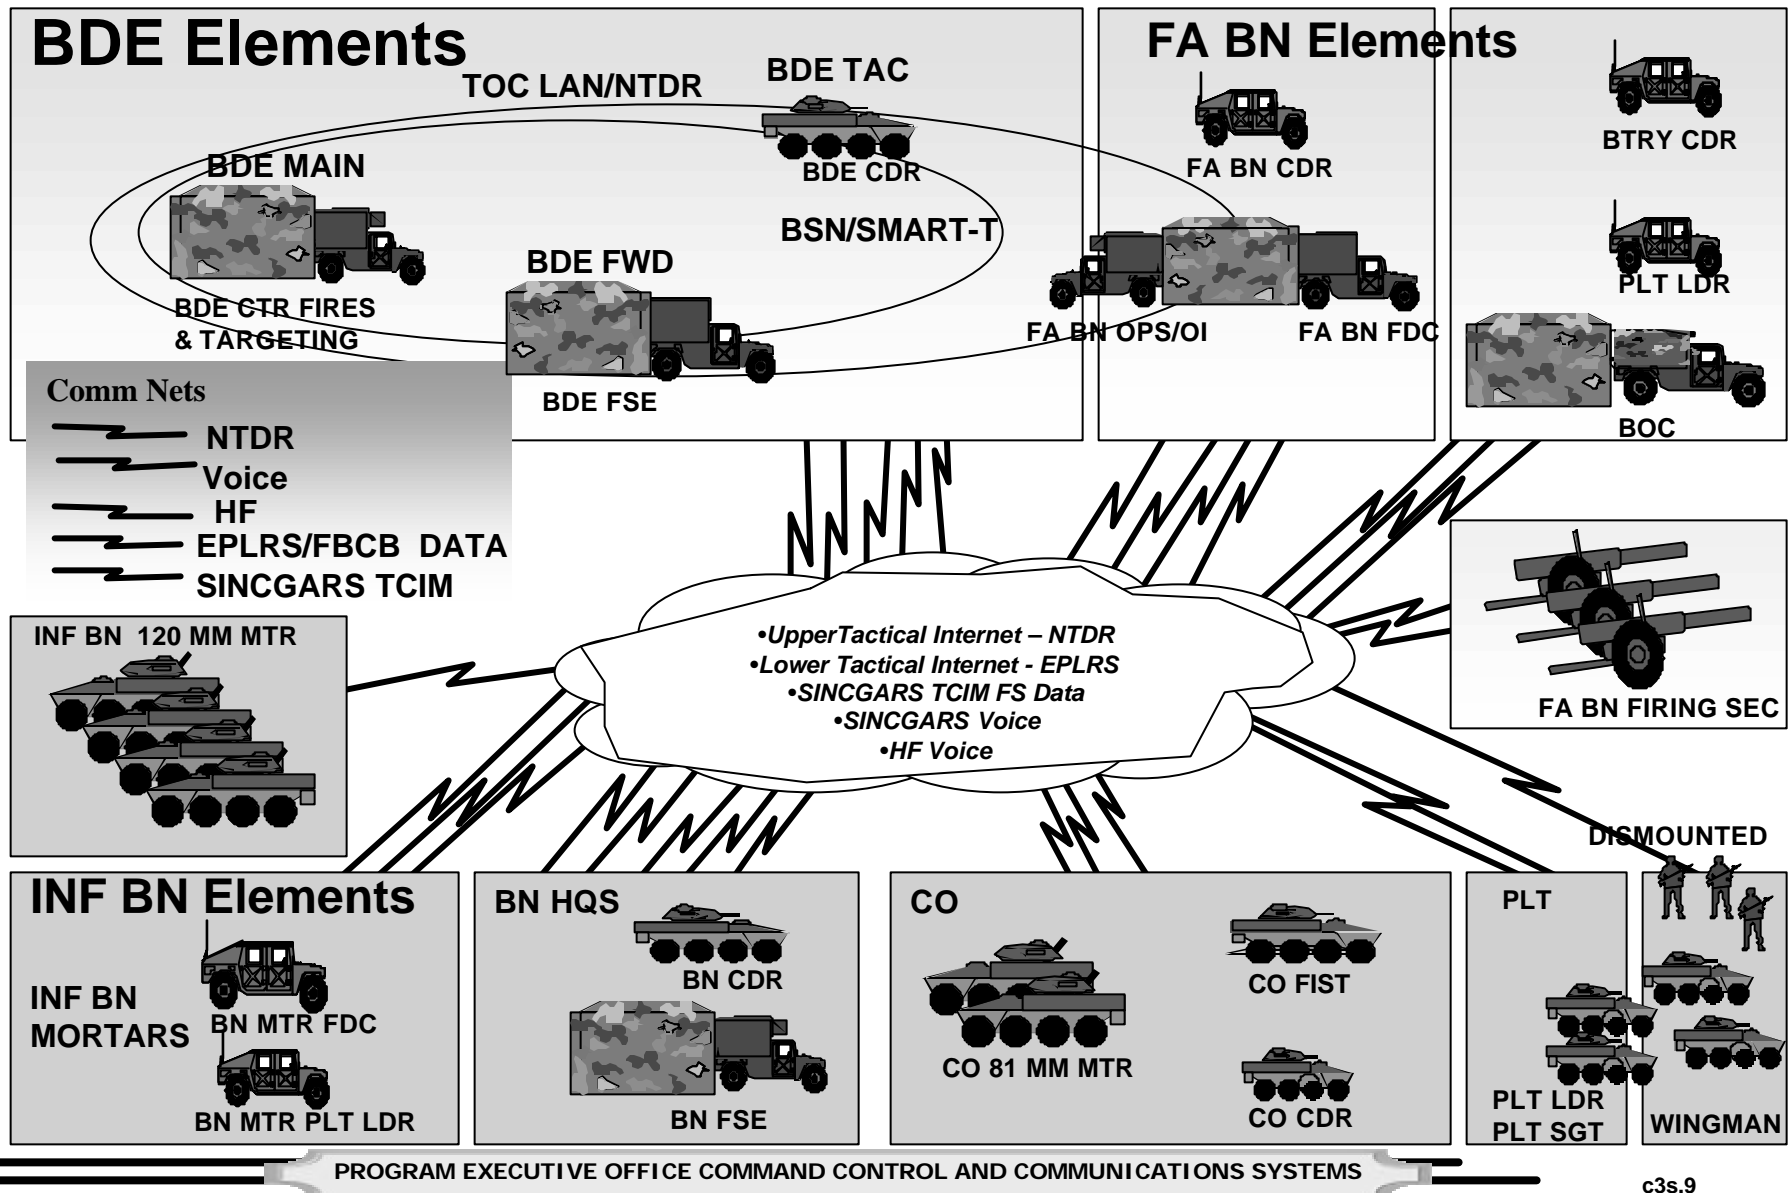 BDE Elements
TOC LAN/NTDR
BDE TAC
BDE CDR
BDE MAIN
BSN/SMART-T
BDE FWD
BDE CTR FIRES
& TARGETING
BDE FSE
FA BN Elements
FA BN CDR
FA BN OPS/OI
FA BN FDC
BTRY CDR
PLT LDR
BOC
Comm Nets
NTDR
Voice
HF
EPLRS/FBCB DATA
SINCGARS TCIM
•UpperTactical Internet – NTDR
•Lower Tactical Internet - EPLRS
•SINCGARS TCIM FS Data
•SINCGARS Voice
•HF Voice
FA BN FIRING SEC
INF BN 120 MM MTR
INF BN Elements
INF BN
MORTARS
BN MTR FDC
BN MTR PLT LDR
BN HQS
BN CDR
BN FSE
CO
CO FIST
CO 81 MM MTR
CO CDR
PLT
PLT LDR
PLT SGT
DISMOUNTED
WINGMAN
PROGRAM EXECUTIVE OFFICE COMMAND CONTROL AND COMMUNICATIONS SYSTEMS
c3s.9